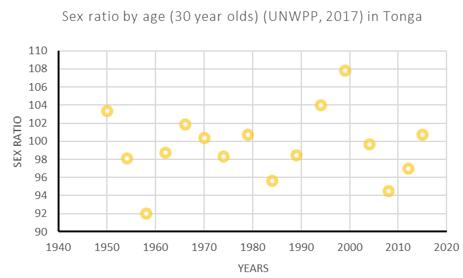 Sex ratio by age (30 year olds) (UNWPP, 2017) in Tonga
110
108
106
104
102
100
98
96
94
92
90
SEX RATIO
1940 1950 1960 1970 1980 1990 2000 2010 2020
YEARS